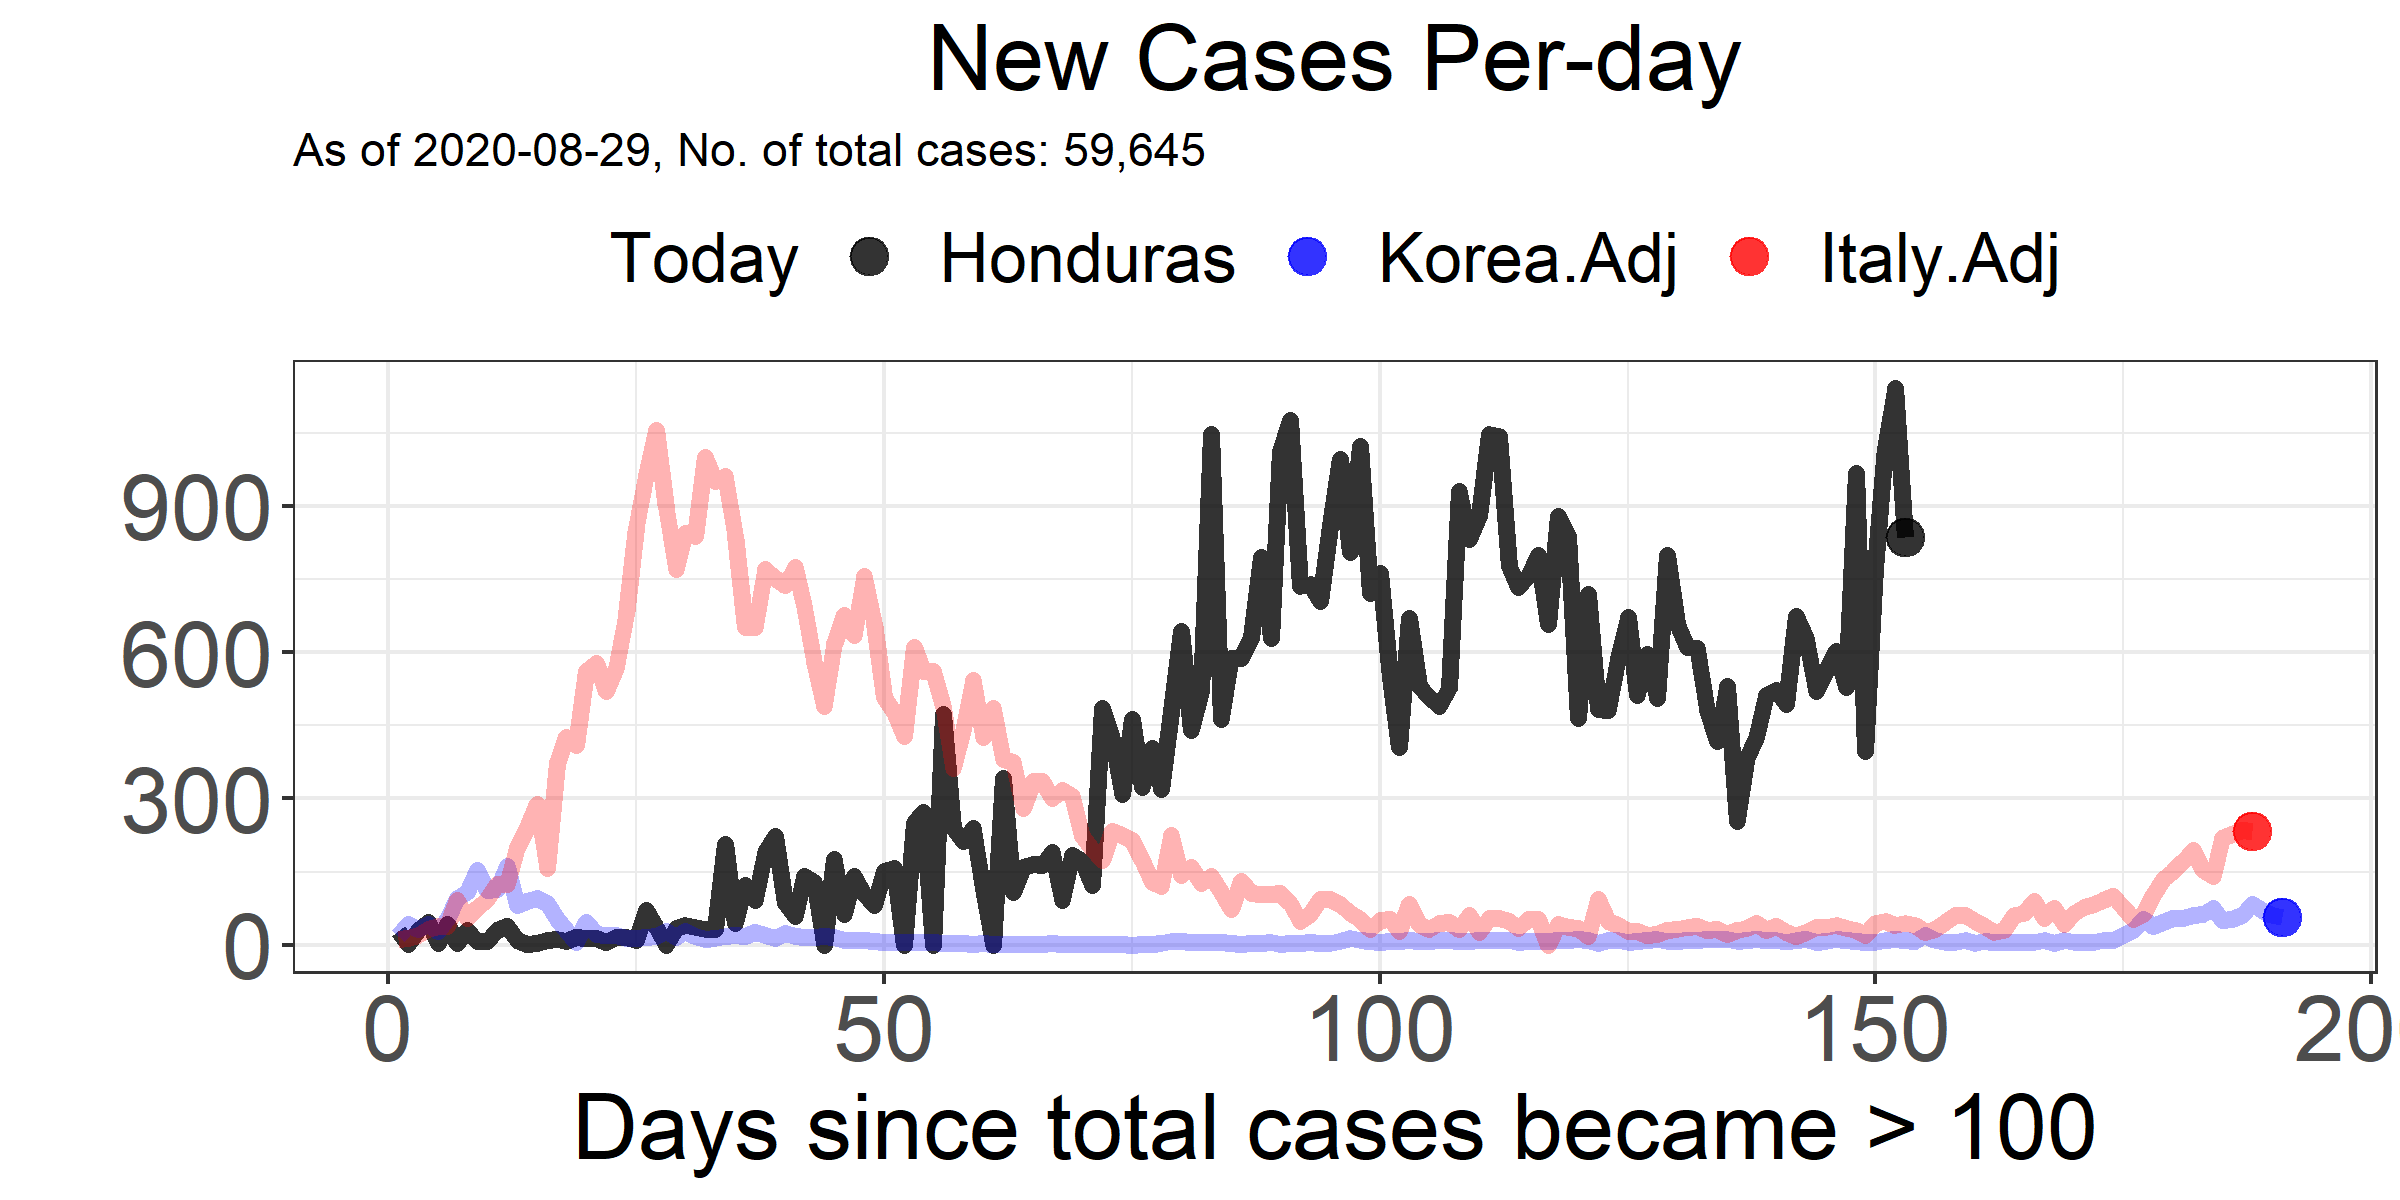 New Cases Per-day
As of 2020-08-29, No. of total cases: 59,645
Today Honduras Korea.Adj Italy.Adj
900
600
300
0
0 50 100 150 20
Days since total cases became > 100